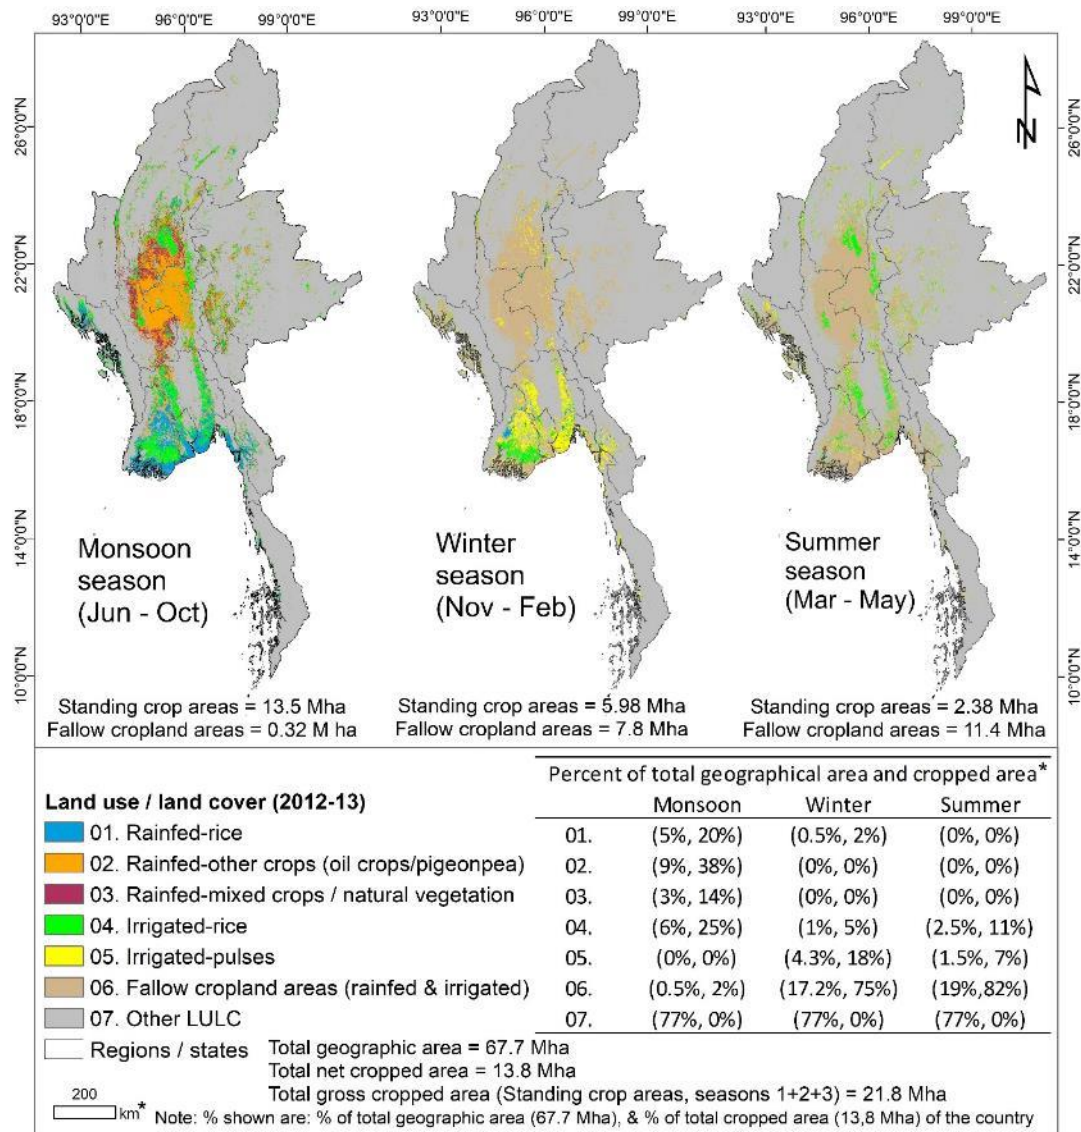 93°0'0"E 96°0'0"E 99°0'0"E 93°0'0"E 96°0'0"E 99°0'0"E 93°0'0"E 96°0'0"E 99°0'0"E
26°0'0"N 26°0'0"N
22°0'0"N 22°0'0"N
18°0'0"N 18°0'0"N
14°0'0"N 14°0'0"N
10°0'0"N 10°0'0"N
N
Monsoon
season
(Jun - Oct)
Standing crop areas = 13.5 Mha
Fallow cropland areas = 0.32 M ha
Winter
season
(Nov - Feb)
Standing crop areas = 5.98 Mha
Fallow cropland areas = 7.8 Mha
Summer
season
(Mar - May)
Standing crop areas = 2.38 Mha
Fallow cropland areas = 11.4 Mha
Land use / land cover (2012-13)
01. Rainfed-rice
02. Rainfed-other crops (oil crops/pigeonpea)
03. Rainfed-mixed crops / natural vegetation
04. Irrigated-rice
05. Irrigated-pulses
06. Fallow cropland areas (rainfed & irrigated)
07. Other LULC
Regions / states
Percent of total geographical area and cropped area*
Monsoon Winter Summer
01. (5%, 20%) (0.5%, 2%) (0%, 0%)
02. (9%, 38%) (0%, 0%) (0%, 0%)
03. (3%, 14%) (0%, 0%) (0%, 0%)
04. (6%, 25%) (1%, 5%) (2.5%, 11%)
05. (0%, 0%) (4.3%, 18%) (1.5%, 7%)
06. (0.5%, 2%) (17.2%, 75%) (19%,82%)
07. (77%, 0%) (77%, 0%) (77%, 0%)
Total geographic area = 67.7 Mha
Total net cropped area = 13.8 Mha
Total gross cropped area (Standing crop areas, seasons 1+2+3) = 21.8 Mha
200
km* Note: % shown are: % of total geographic area (67.7 Mha), & % of total cropped area (13,8 Mha) of the country